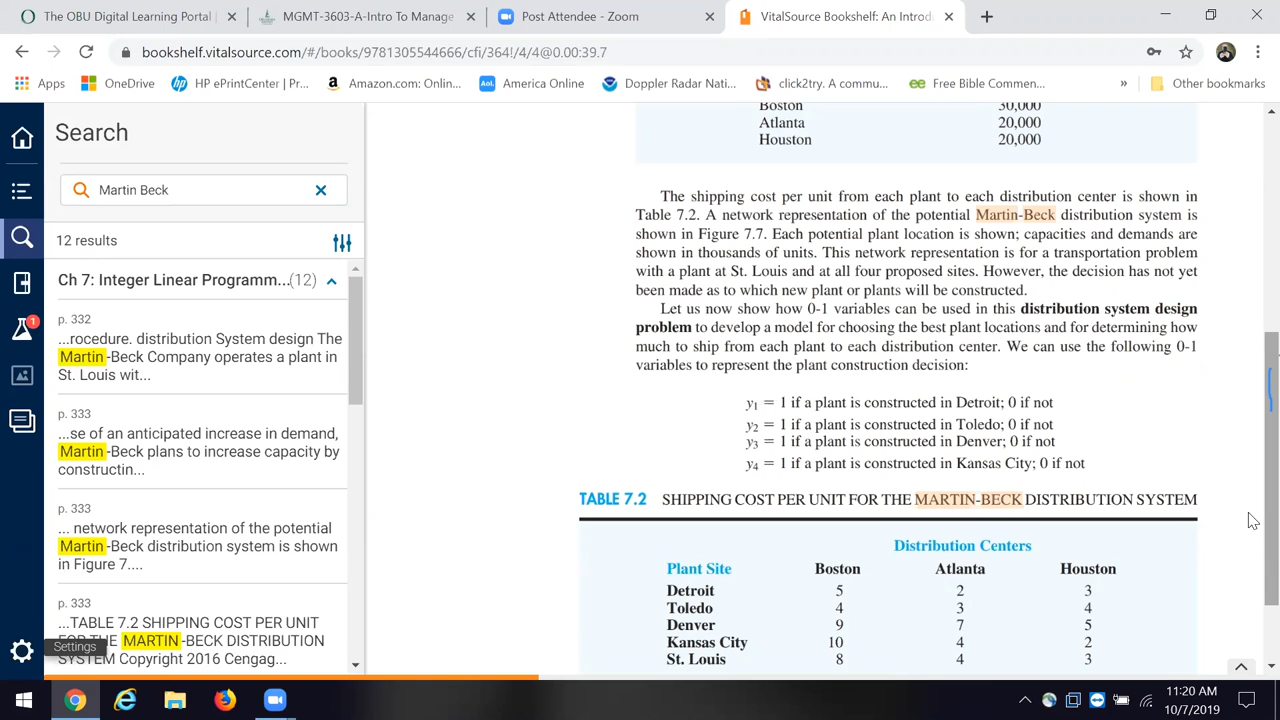 The OBU Digital Learning Portal
MGMT-3603-A-Intro To Manage
Post Attendee - Zoom
VitalSource Bookshelf: An Introd
bookshelf.vitalsource.com/#/books/9781305544666/cfi/364!/4/4@0.00:39.7
Apps
OneDrive
HP ePrintCenter | Pr...
Amazon.com: Onlin...
Aol.
America Online
Doppler Radar Nati...
click2try. A commu...
ee
Free Bible Commen...
»
Other bookmarks
Search
Martin Beck
12 results
Ch 7: Integer Linear Programm... (12)
p. 332
...rocedure. distribution System design The
Martin-Beck Company operates a plant in
St. Louis wit...
p. 333
...se of an anticipated increase in demand,
Martin-Beck plans to increase capacity by
constructin...
p. 333
... network representation of the potential
Martin-Beck distribution system is shown
in Figure 7....
p. 333
...TABLE 7.2 SHIPPING COST PER UNIT
FOR THE MARTIN-BECK DISTRIBUTION
SYSTEM Copyright 2016 Cengag...
Settings
1
Boston 30,000
Atlanta 20,000
Houston 20,000
The shipping cost per unit from each plant to each distribution center is shown in
Table 7.2. A network representation of the potential Martin-Beck distribution system is
shown in Figure 7.7. Each potential plant location is shown; capacities and demands are
shown in thousands of units. This network representation is for a transportation problem
with a plant at St. Louis and at all four proposed sites. However, the decision has not yet
been made as to which new plant or plants will be constructed.
Let us now show how 0-1 variables can be used in this distribution system design
problem to develop a model for choosing the best plant locations and for determining how
much to ship from each plant to each distribution center. We can use the following 0-1
variables to represent the plant construction decision:
y1 = 1 if a plant is constructed in Detroit; 0 if not
y2 = 1 if a plant is constructed in Toledo; 0 if not
y3 = 1 if a plant is constructed in Denver; 0 if not
y4 = 1 if a plant is constructed in Kansas City; 0 if not
TABLE 7.2 SHIPPING COST PER UNIT FOR THE MARTIN-BECK DISTRIBUTION SYSTEM
Distribution Centers
Plant Site Boston Atlanta Houston
Detroit 5 2 3
Toledo 4 3 4
Denver 9 7 5
Kansas City 10 4 2
St. Louis 8 4 3
11:20 AM
10/7/2019